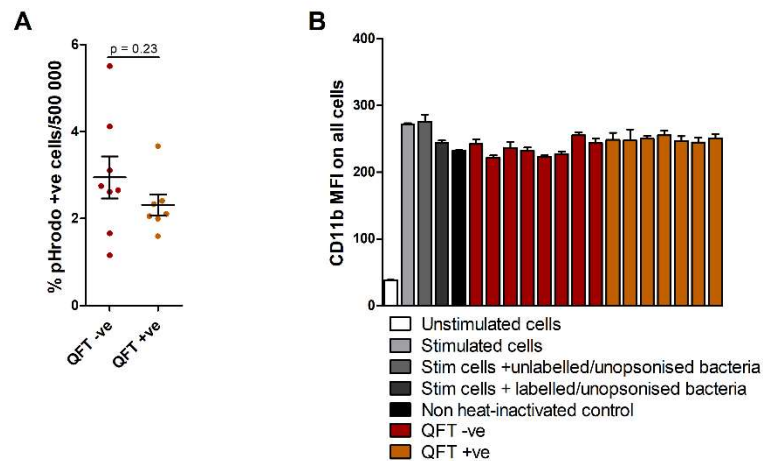 A
p = 0.23
% pHrodo +ve cells/500 000
6
4
2
0
QFT -ve
QFT +ve
B
CD11b MFI on all cells
400
300
200
100
0
Unstimulated cells
Stimulated cells
Stim cells +unlabelled/unopsonised bacteria
Stim cells + labelled/unopsonised bacteria
Non heat-inactivated control
QFT -ve
QFT +ve